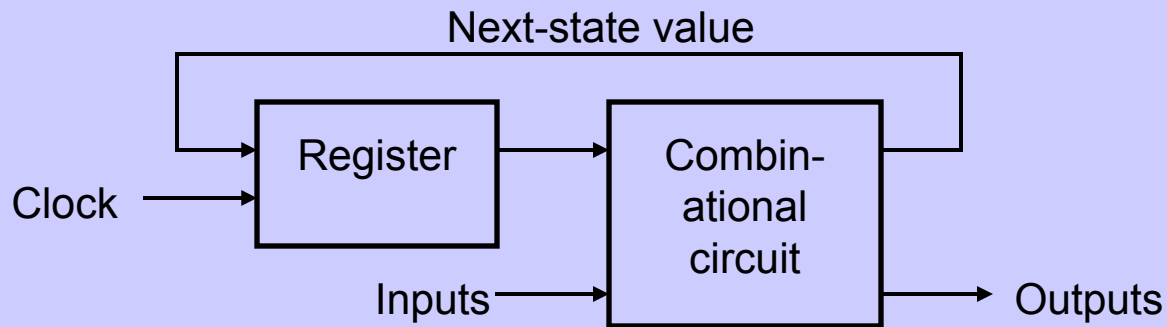 Next-state value
Register
Combin-
ational
circuit
Clock
Inputs
Outputs